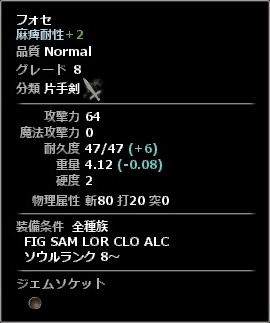 フォセ
麻痺耐性+2
品質 Normal
グレード 8
分類 片手剣
攻撃力 64
魔法攻撃力 0
耐久度 47/47 (+6)
重量 4.12 (-0.08)
硬度 2
物理属性 斬80 打20 突0
装備条件 全種族
FIG SAM LOR CLO ALC
ソウルランク 8～
ジェムソケット